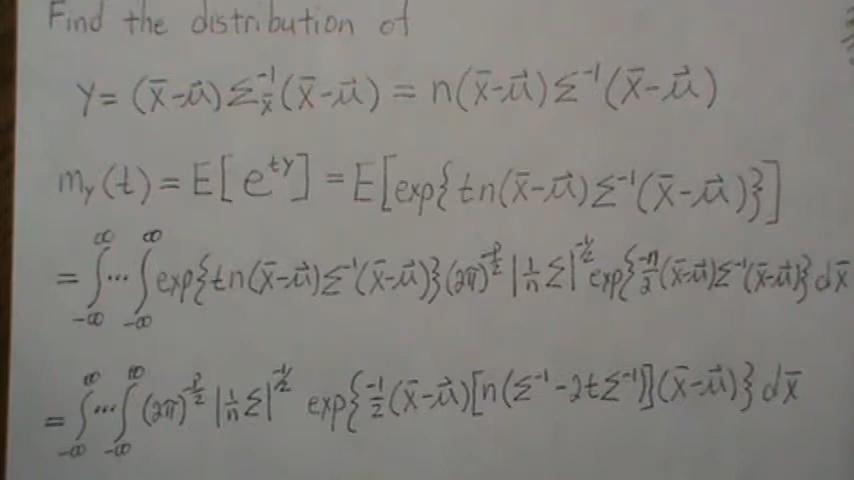 Find the distribution of
Y = (x̄-μ⃗)Σ_x̄^{-1}(x̄-μ⃗) = n(x̄-μ⃗)Σ^{-1}(x̄-μ⃗)
m_Y(t) = E[e^{tY}] = E[exp{tn(x̄-μ⃗)Σ^{-1}(x̄-μ⃗)}]
= ∫_{-∞}^{∞} ... ∫_{-∞}^{∞} exp{tn(x̄-μ⃗)Σ^{-1}(x̄-μ⃗)}(2π)^{-p/2} |1/n Σ|^{-1/2} exp{-n/2 (x̄-μ⃗)Σ^{-1}(x̄-μ⃗)} dx̄
= ∫_{-∞}^{∞} ... ∫_{-∞}^{∞} (2π)^{-p/2} |1/n Σ|^{-1/2} exp{-1/2 (x̄-μ⃗)[n(Σ^{-1} - 2tΣ^{-1})](x̄-μ⃗)} dx̄